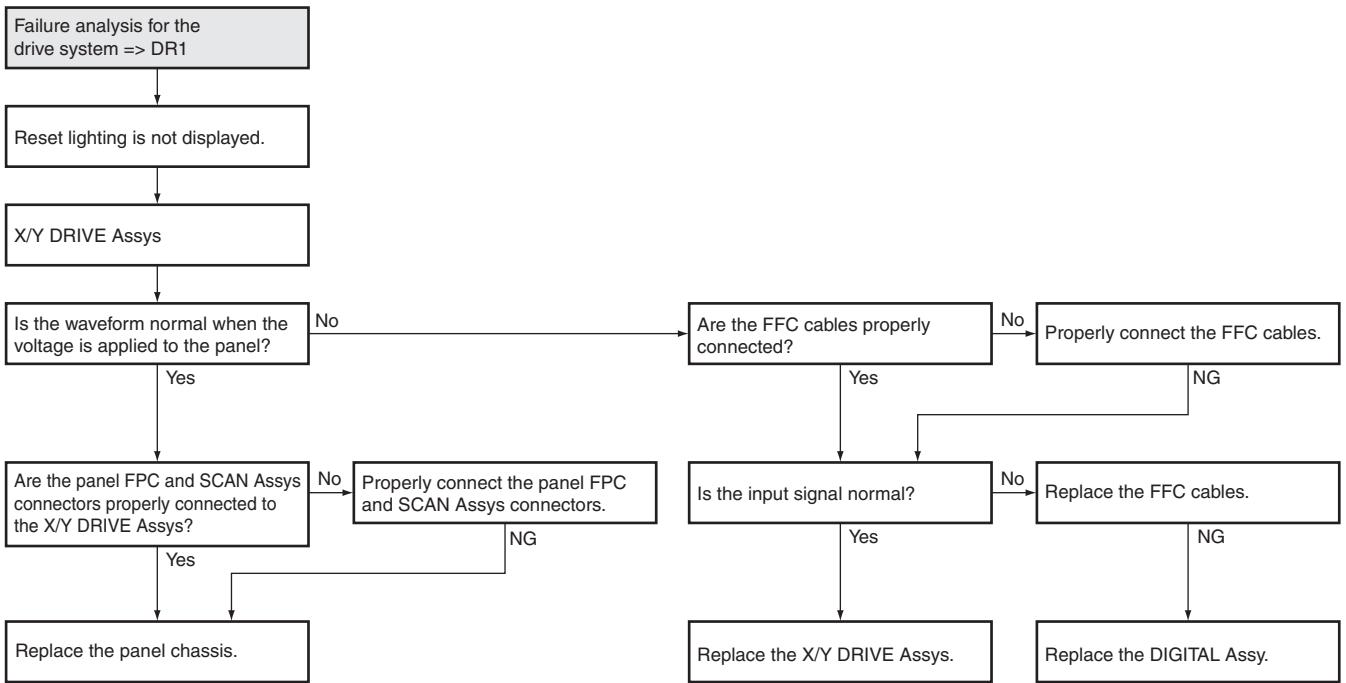 Failure analysis for the
drive system => DR1
Reset lighting is not displayed.
X/Y DRIVE Assys
Is the waveform normal when the
voltage is applied to the panel?
No
Are the FFC cables properly
connected?
No
Properly connect the FFC cables.
Yes
Yes
NG
Are the panel FPC and SCAN Assys
connectors properly connected to
the X/Y DRIVE Assys?
No
Properly connect the panel FPC
and SCAN Assys connectors.
Is the input signal normal?
No
Replace the FFC cables.
Yes
NG
Yes
NG
Replace the panel chassis.
Replace the X/Y DRIVE Assys.
Replace the DIGITAL Assy.